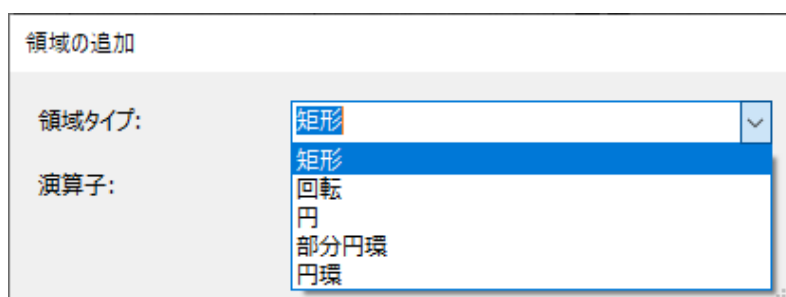 領域の追加
領域タイプ: 矩形
矩形
演算子: 回転
円
部分円環
円環